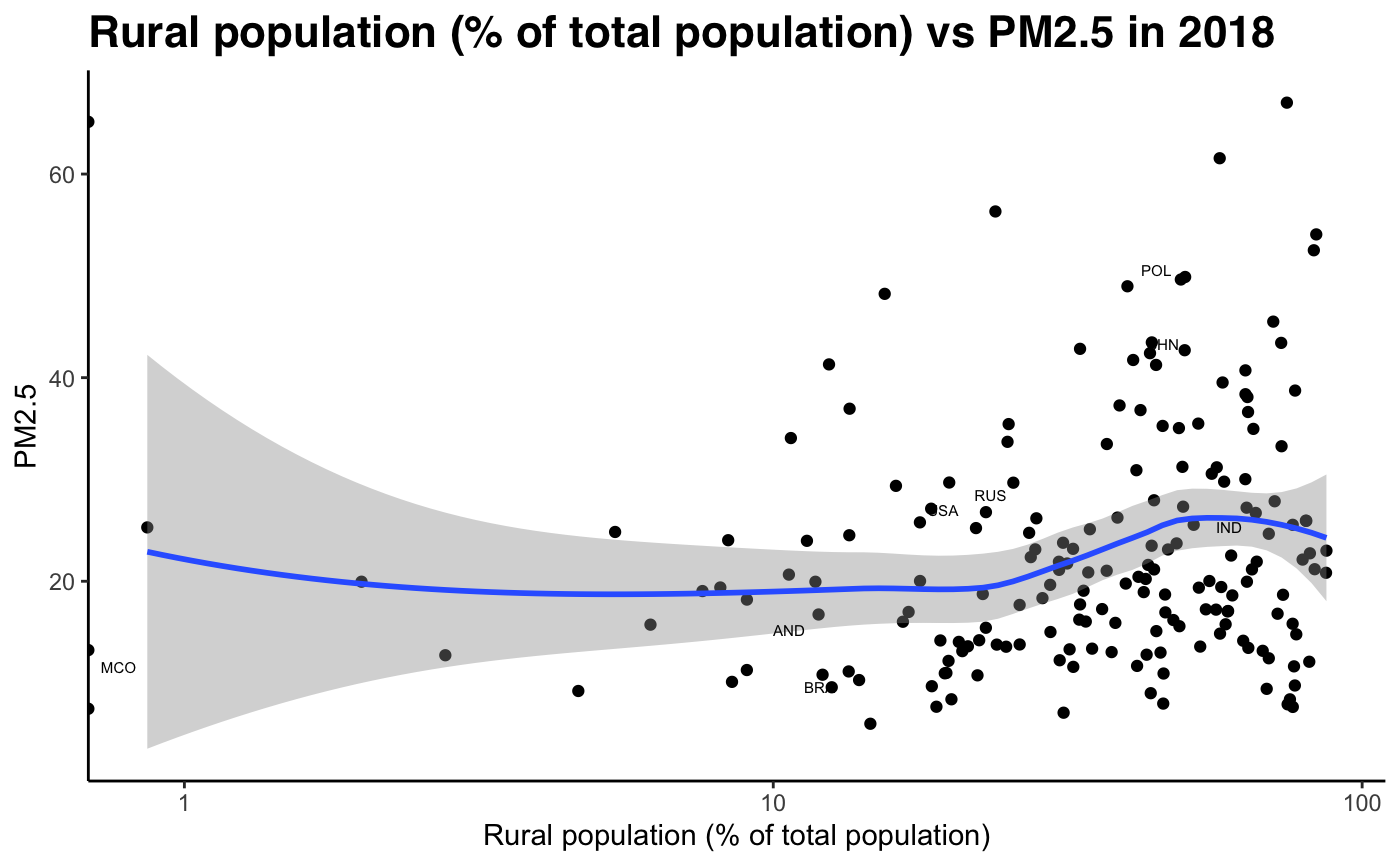 Rural population (% of total population) vs PM2.5 in 2018
60
POL
HN
40
RUS
SA
PM2.5
IND
20
AND
MCO
BR
1
10
100
Rural population (% of total population)